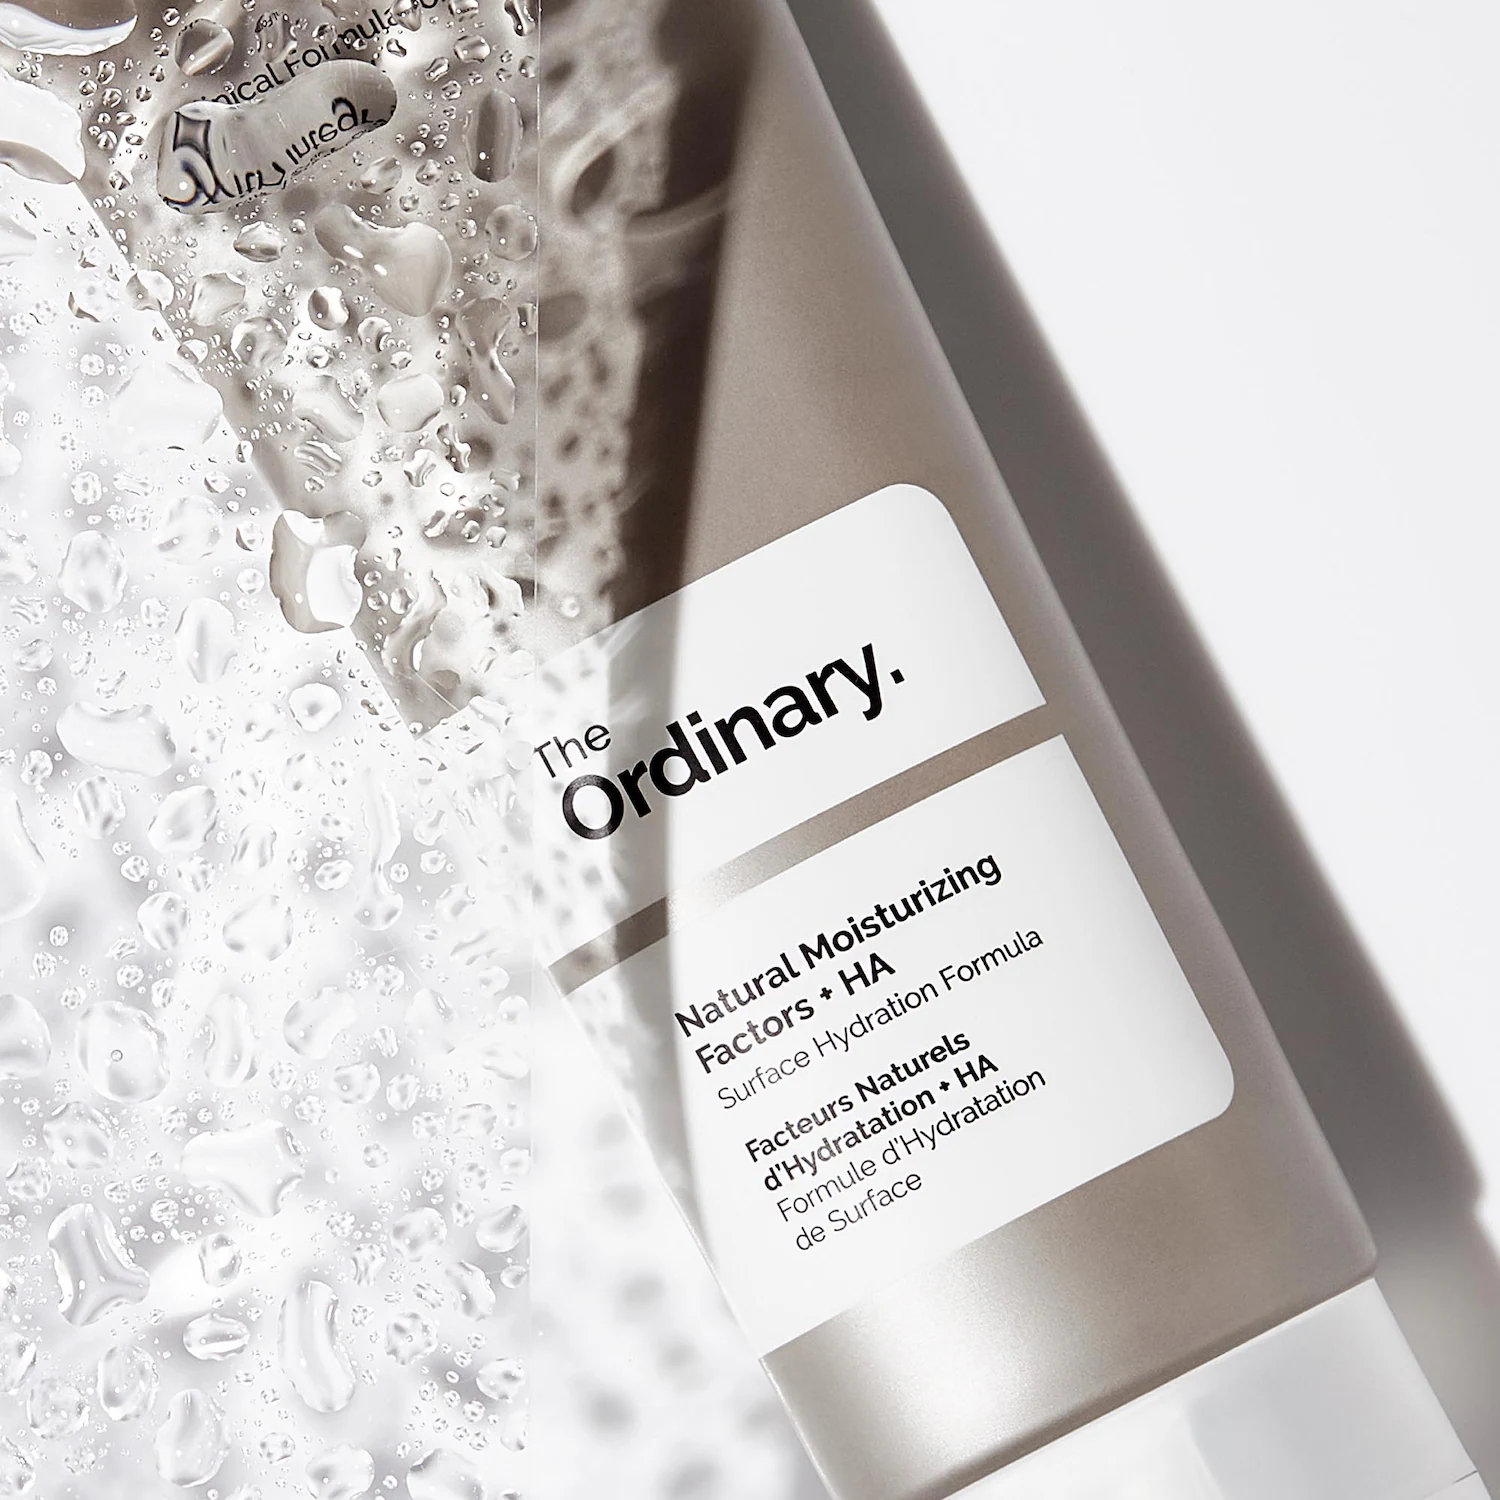 The
Ordinary.
Natural Moisturizing
Factors + HA
Surface Hydration Formula
Facteurs Naturels
d'Hydratation + HA
Formule d'Hydratation
de Surface